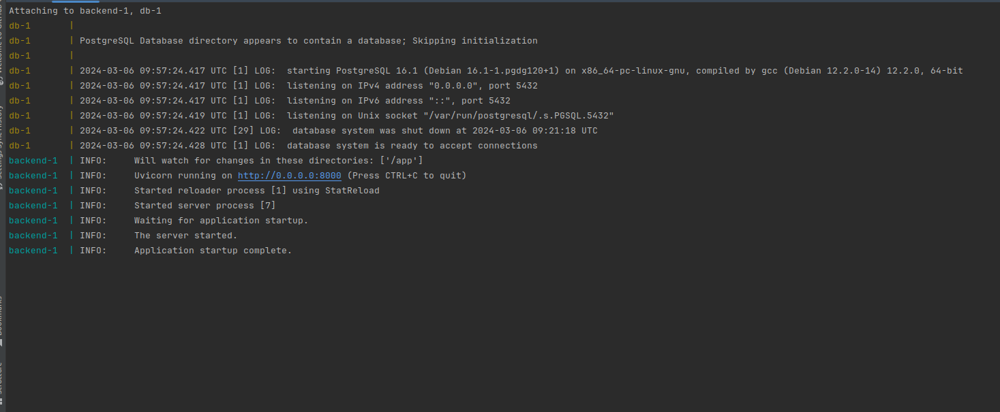 Attaching to backend-1, db-1
db-1 |
db-1 | PostgreSQL Database directory appears to contain a database; Skipping initialization
db-1 |
db-1 | 2024-03-06 09:57:24.417 UTC [1] LOG: starting PostgreSQL 16.1 (Debian 16.1-1.pgdg120+1) on x86_64-pc-linux-gnu, compiled by gcc (Debian 12.2.0-14) 12.2.0, 64-bit
db-1 | 2024-03-06 09:57:24.417 UTC [1] LOG: listening on IPv4 address "0.0.0.0", port 5432
db-1 | 2024-03-06 09:57:24.417 UTC [1] LOG: listening on IPv6 address "::", port 5432
db-1 | 2024-03-06 09:57:24.419 UTC [1] LOG: listening on Unix socket "/var/run/postgresql/.s.PGSQL.5432"
db-1 | 2024-03-06 09:57:24.422 UTC [29] LOG: database system was shut down at 2024-03-06 09:21:18 UTC
db-1 | 2024-03-06 09:57:24.428 UTC [1] LOG: database system is ready to accept connections
backend-1 | INFO: Will watch for changes in these directories: ['/app']
backend-1 | INFO: Uvicorn running on http://0.0.0.0:8000 (Press CTRL+C to quit)
backend-1 | INFO: Started reloader process [1] using StatReload
backend-1 | INFO: Started server process [7]
backend-1 | INFO: Waiting for application startup.
backend-1 | INFO: The server started.
backend-1 | INFO: Application startup complete.